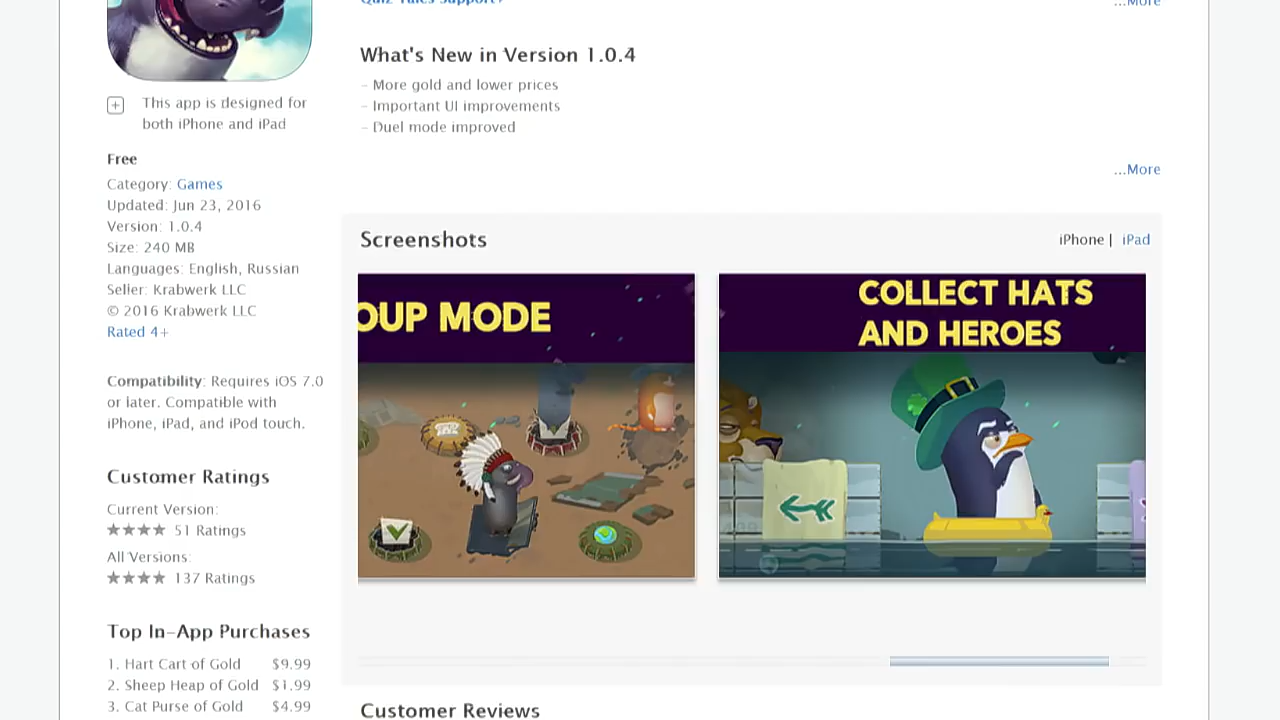 ...More
What's New in Version 1.0.4
- More gold and lower prices
- Important UI improvements
- Duel mode improved
...More
This app is designed for
both iPhone and iPad
Free
Category: Games
Updated: Jun 23, 2016
Version: 1.0.4
Size: 240 MB
Languages: English, Russian
Seller: Krabwerk LLC
© 2016 Krabwerk LLC
Rated 4+
Compatibility: Requires iOS 7.0
or later. Compatible with
iPhone, iPad, and iPod touch.
Customer Ratings
Current Version:
★★★★ 51 Ratings
All Versions:
★★★★ 137 Ratings
Top In-App Purchases
1. Hart Cart of Gold $9.99
2. Sheep Heap of Gold $1.99
3. Cat Purse of Gold $4.99
Screenshots
iPhone | iPad
OUP MODE
COLLECT HATS
AND HEROES
Customer Reviews